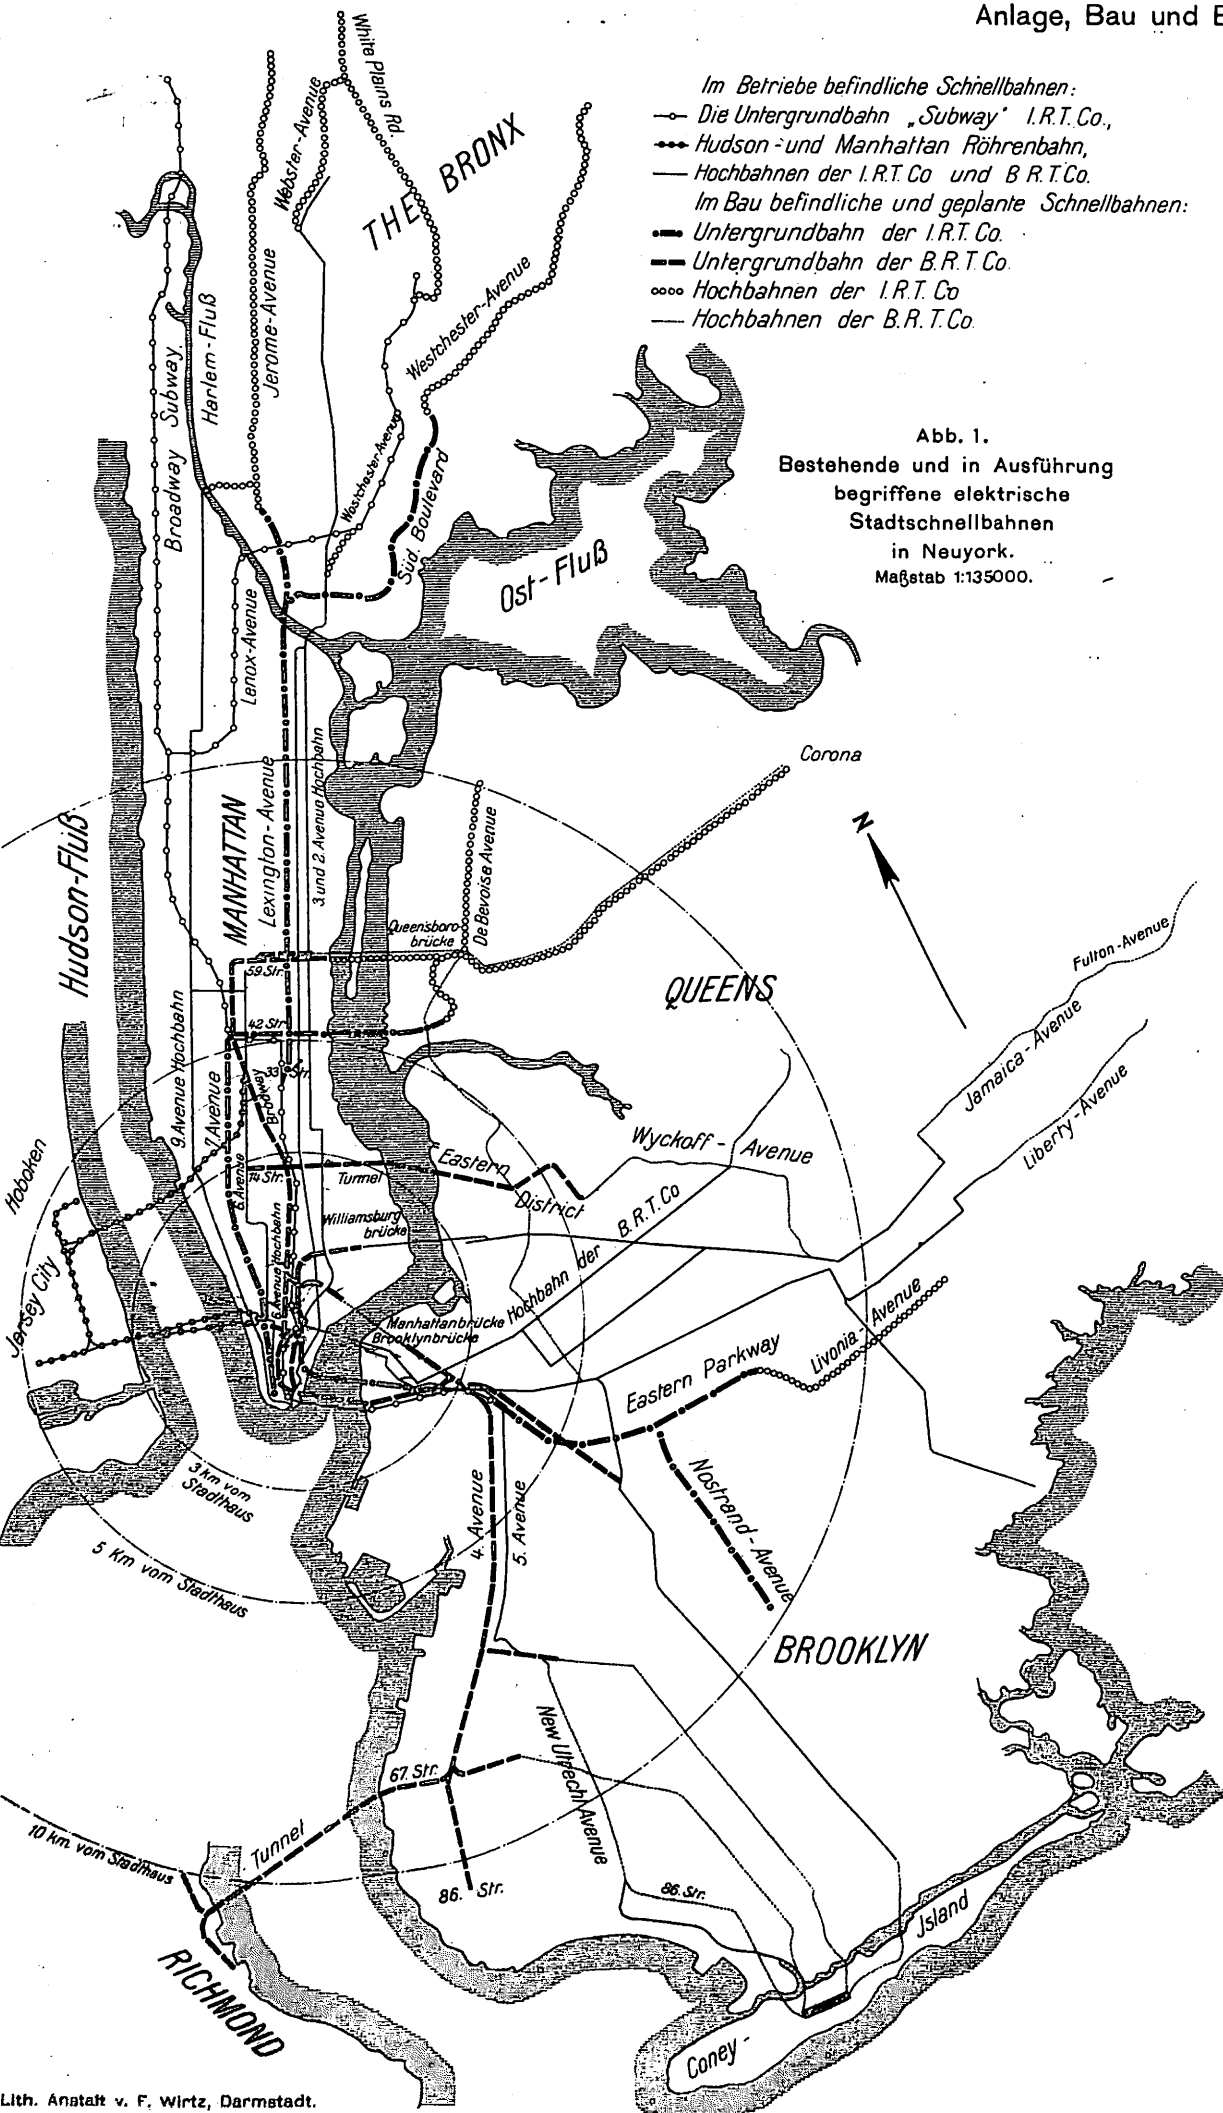 Anlage, Bau und
Im Betriebe befindliche Schnellbahnen:
Die Untergrundbahn „Subway" I.R.T. Co.,
Hudson- und Manhattan Röhrenbahn,
Hochbahnen der I.R.T. Co und B R.T. Co.
Im Bau befindliche und geplante Schnellbahnen:
Untergrundbahn der I.R.T. Co.
Untergrundbahn der B.R.T. Co.
Hochbahnen der I.R.T. Co
Hochbahnen der B.R.T. Co.
Abb. 1.
Bestehende und in Ausführung
begriffene elektrische
Stadtschnellbahnen
in Neuyork.
Maßstab 1:135000.
White Plains Rd.
Webster-Avenue
THE BRONX
Jerome-Avenue
Harlem-Fluß
Broadway Subway
Westchester-Avenue
Westchester Avenue
Süd. Boulevard
Ost-Fluß
Lenox-Avenue
Lexington-Avenue
3 und 2. Avenue Hochbahn
MANHATTAN
Hudson-Fluß
Corona
De Bevoise Avenue
Queensboro-
brücke
N
59 Str.
QUEENS
Fulton-Avenue
Jamaica-Avenue
Liberty-Avenue
42 Str.
33 Str.
Broadway
9 Avenue Hochbahn
7. Avenue
6. Avenue
6. Avenue Hochbahn
14 Str.
Tunnel
Eastern
District
Wyckoff-Avenue
Hoboken
Jersey City
Williamsburg
brücke
Hochbahn der B.R.T. Co
Manhattanbrücke
Brooklynbrücke
Eastern Parkway
Livonia-Avenue
Nostrand-Avenue
3 km vom
Stadthaus
5 Km vom Stadthaus
4. Avenue
5. Avenue
BROOKLYN
New Utrecht Avenue
67. Str.
Tunnel
10 km. vom Stadthaus
86. Str.
86. Str.
RICHMOND
Coney-
Island
Lith. Anstalt v. F. Wirtz, Darmstadt.